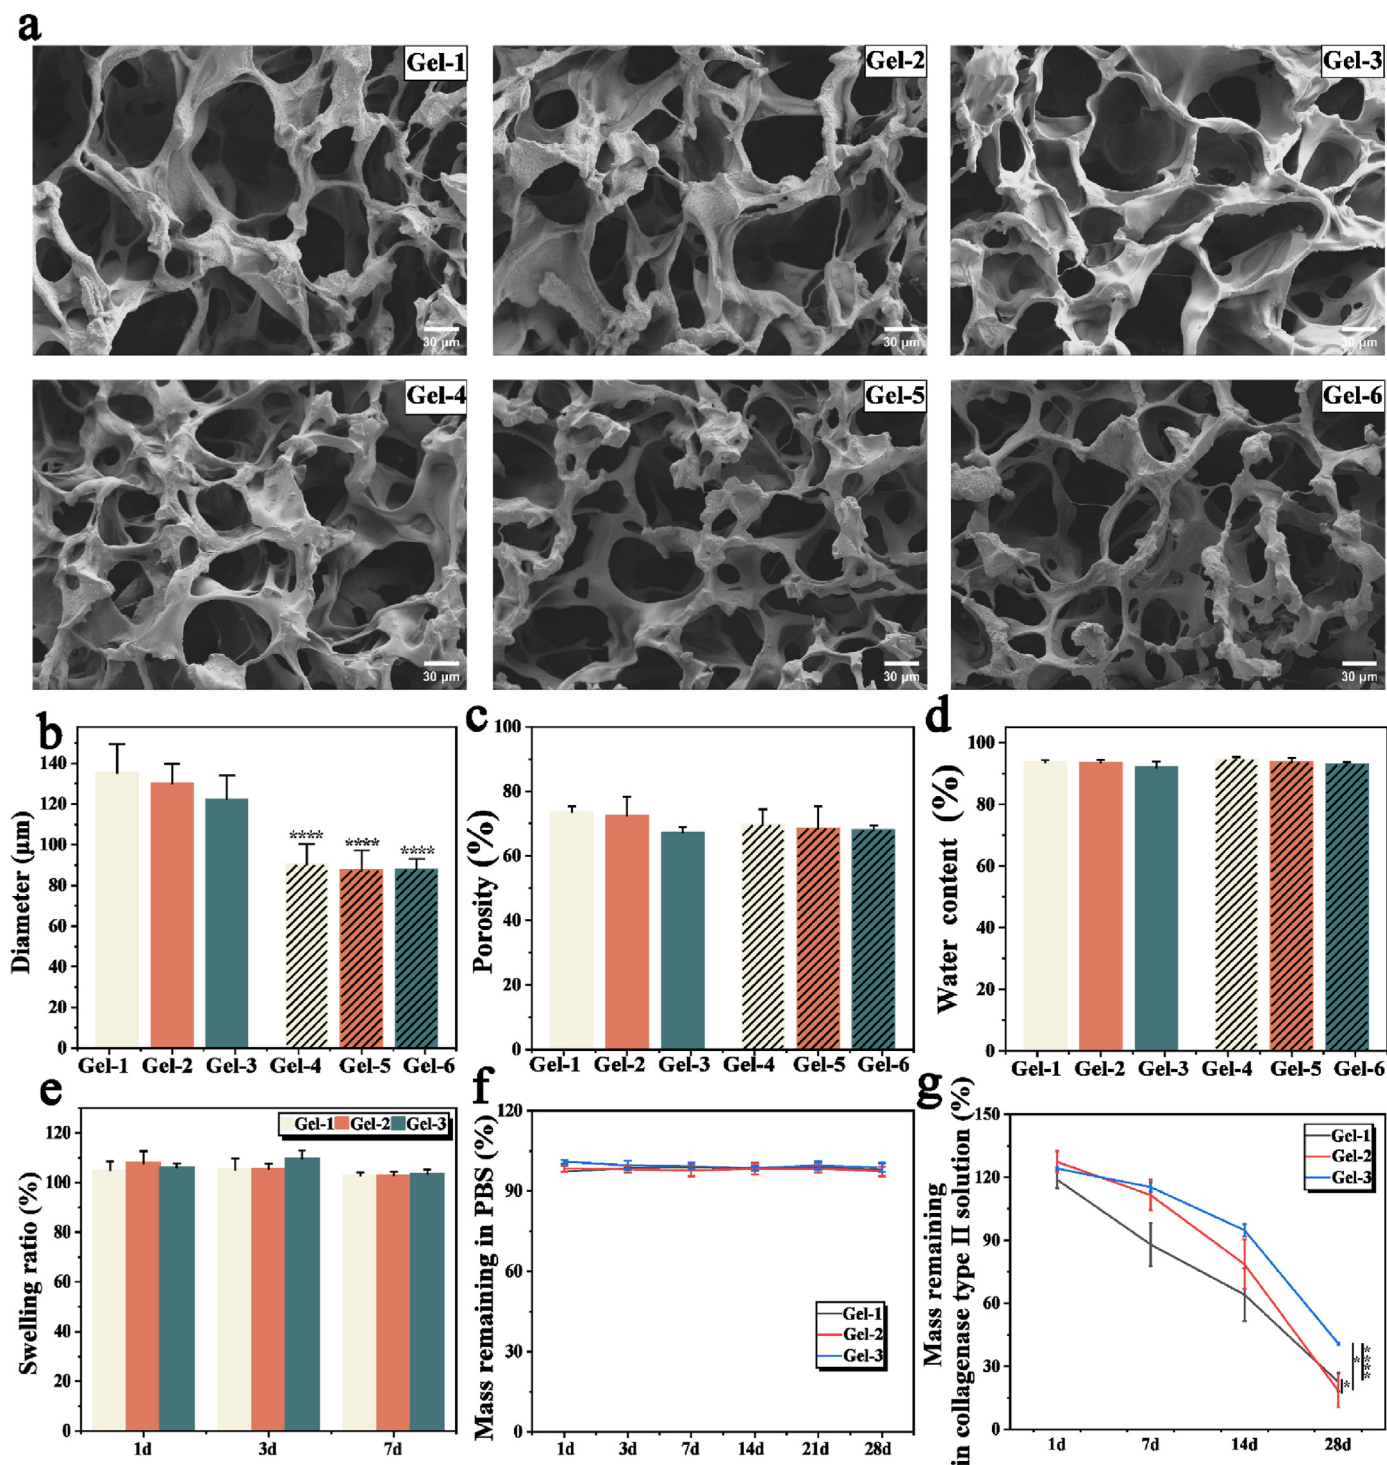 a
Gel-1
Gel-2
Gel-3
30 µm
30 µm
30 µm
Gel-4
Gel-5
Gel-6
30 µm
30 µm
30 µm
b
Diameter (µm)
140
120
100
80
60
40
20
0
**** **** ****
Gel-1 Gel-2 Gel-3 Gel-4 Gel-5 Gel-6
c
Porosity (%)
100
80
60
40
20
0
Gel-1 Gel-2 Gel-3 Gel-4 Gel-5 Gel-6
d
Water content (%)
100
80
60
40
20
0
Gel-1 Gel-2 Gel-3 Gel-4 Gel-5 Gel-6
e
Swelling ratio (%)
120
100
80
60
40
20
0
Gel-1 Gel-2 Gel-3
1d 3d 7d
f
Mass remaining in PBS (%)
120
90
60
30
0
Gel-1
Gel-2
Gel-3
1d 3d 7d 14d 21d 28d
g
Mass remaining
in collagenase type II solution (%)
150
120
90
60
30
0
Gel-1
Gel-2
Gel-3
*
*
****
1d 7d 14d 28d